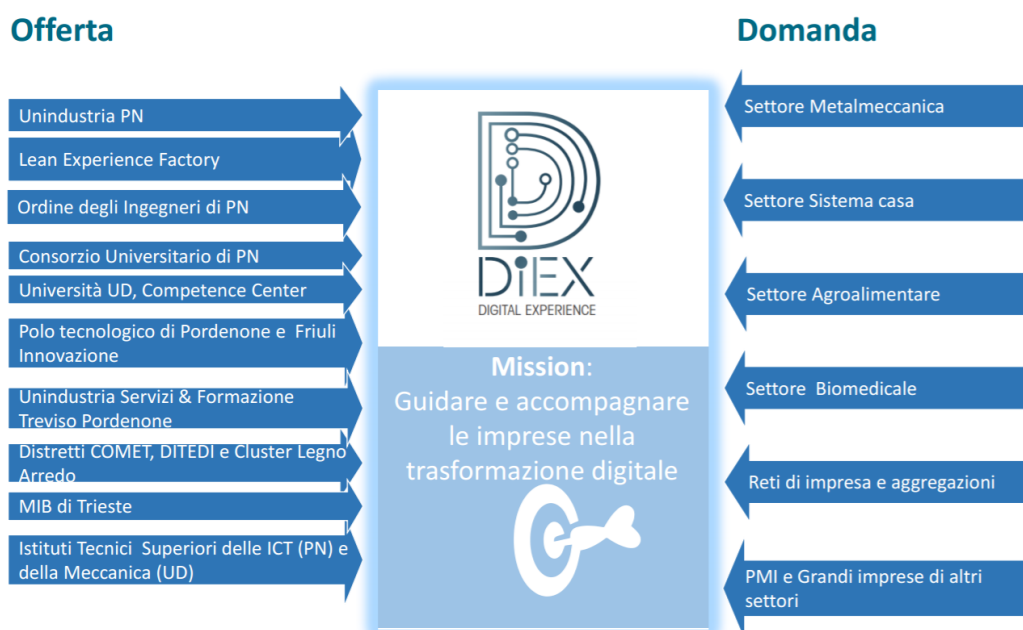 Offerta
Unindustria PN
Lean Experience Factory
Ordine degli Ingegneri di PN
Consorzio Universitario di PN
Università UD, Competence Center
Polo tecnologico di Pordenone e Friuli
Innovazione
Unindustria Servizi & Formazione
Treviso Pordenone
Distretti COMET, DITEDI e Cluster Legno
Arredo
MIB di Trieste
Istituti Tecnici Superiori delle ICT (PN) e
della Meccanica (UD)
DiEX
DIGITAL EXPERIENCE
Mission:
Guidare e accompagnare
le imprese nella
trasformazione digitale
Domanda
Settore Metalmeccanica
Settore Sistema casa
Settore Agroalimentare
Settore Biomedicale
Reti di impresa e aggregazioni
PMI e Grandi imprese di altri
settori